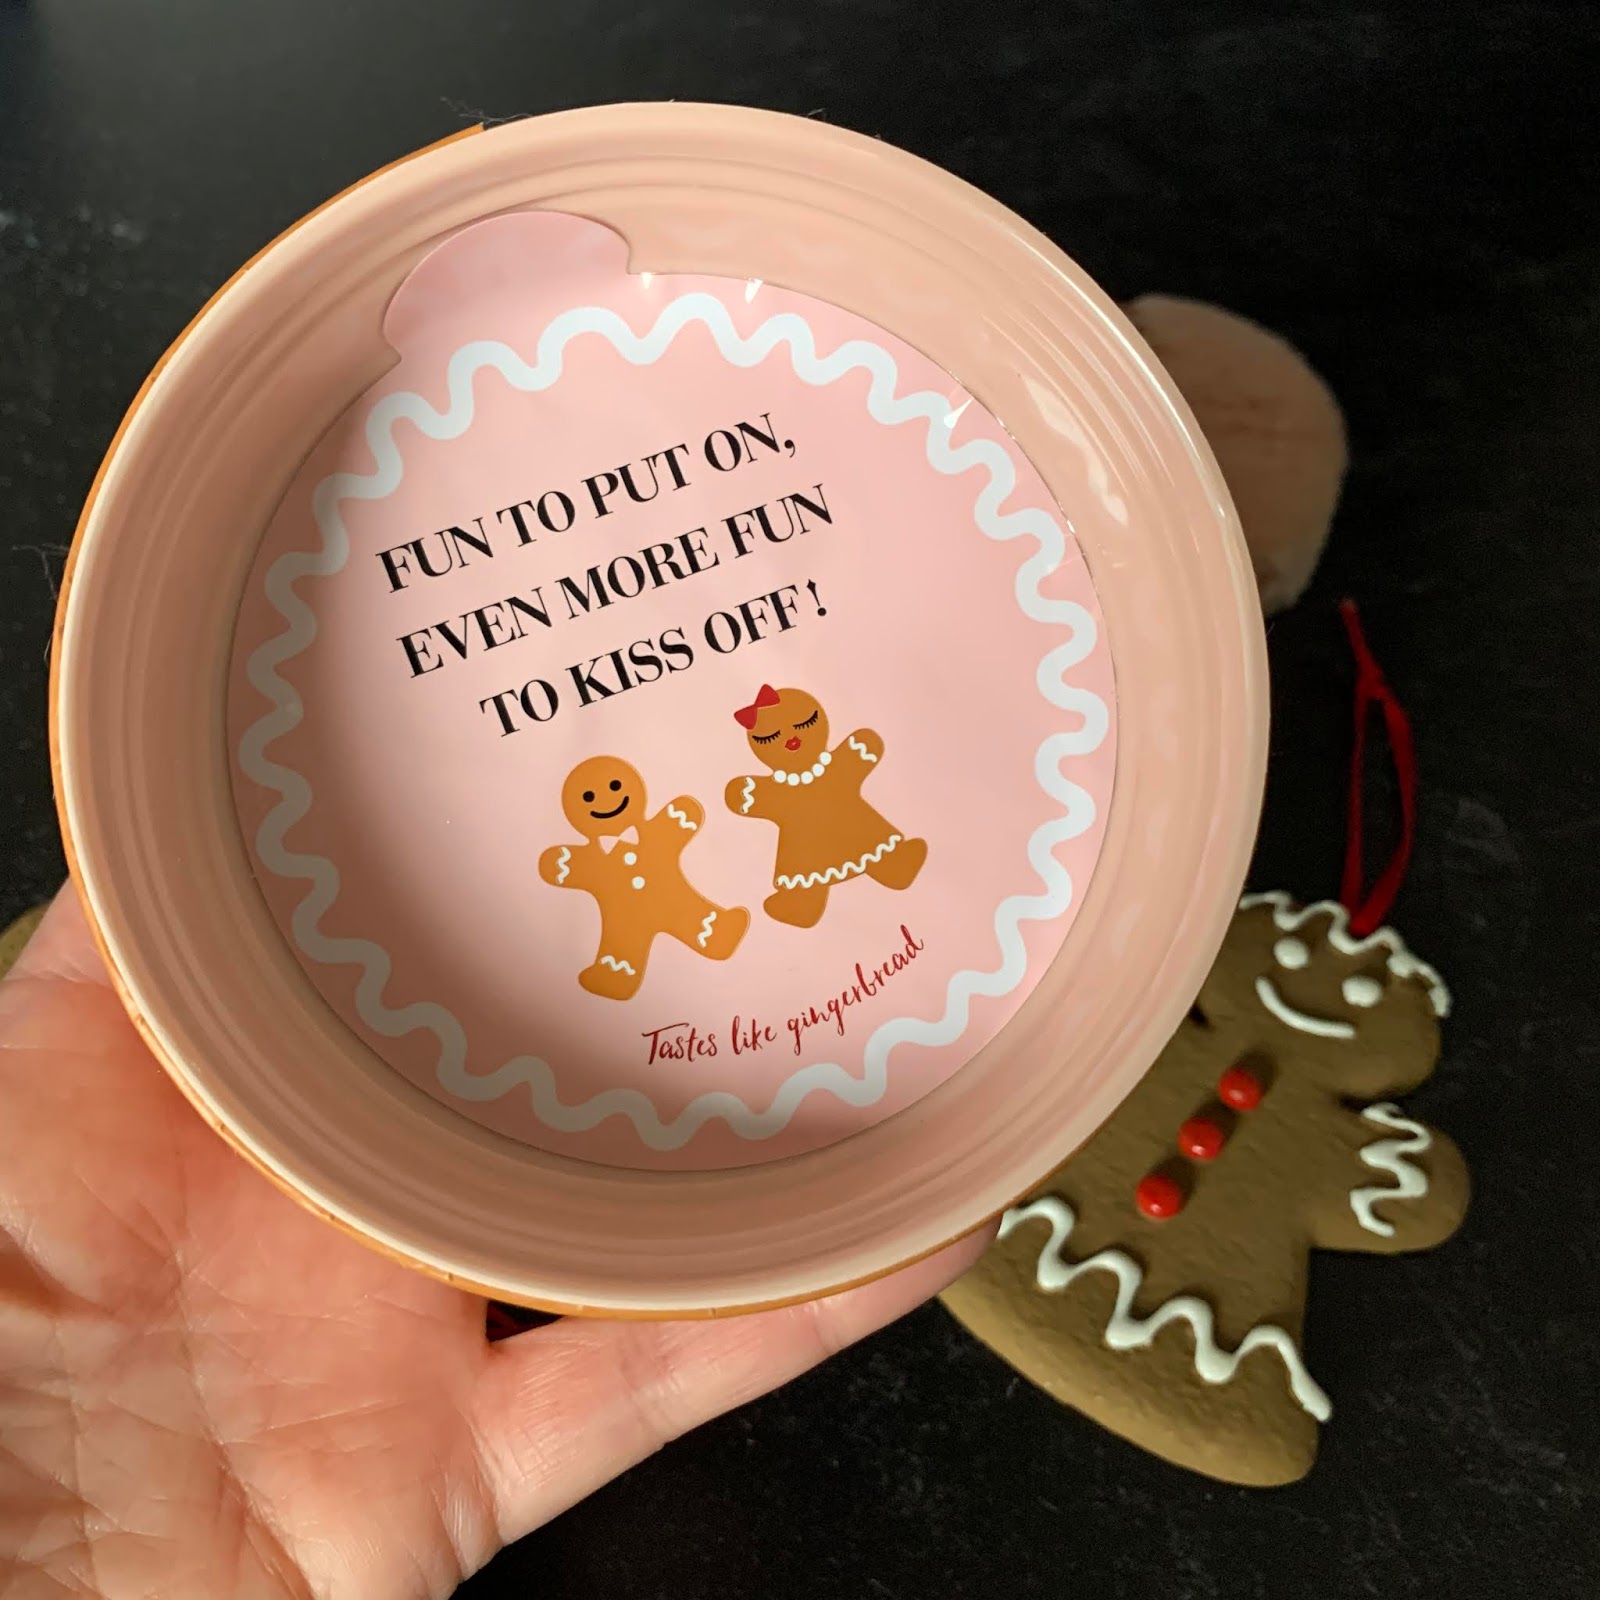 FUN TO PUT ON,
EVEN MORE FUN
TO KISS OFF!
Tastes like gingerbread